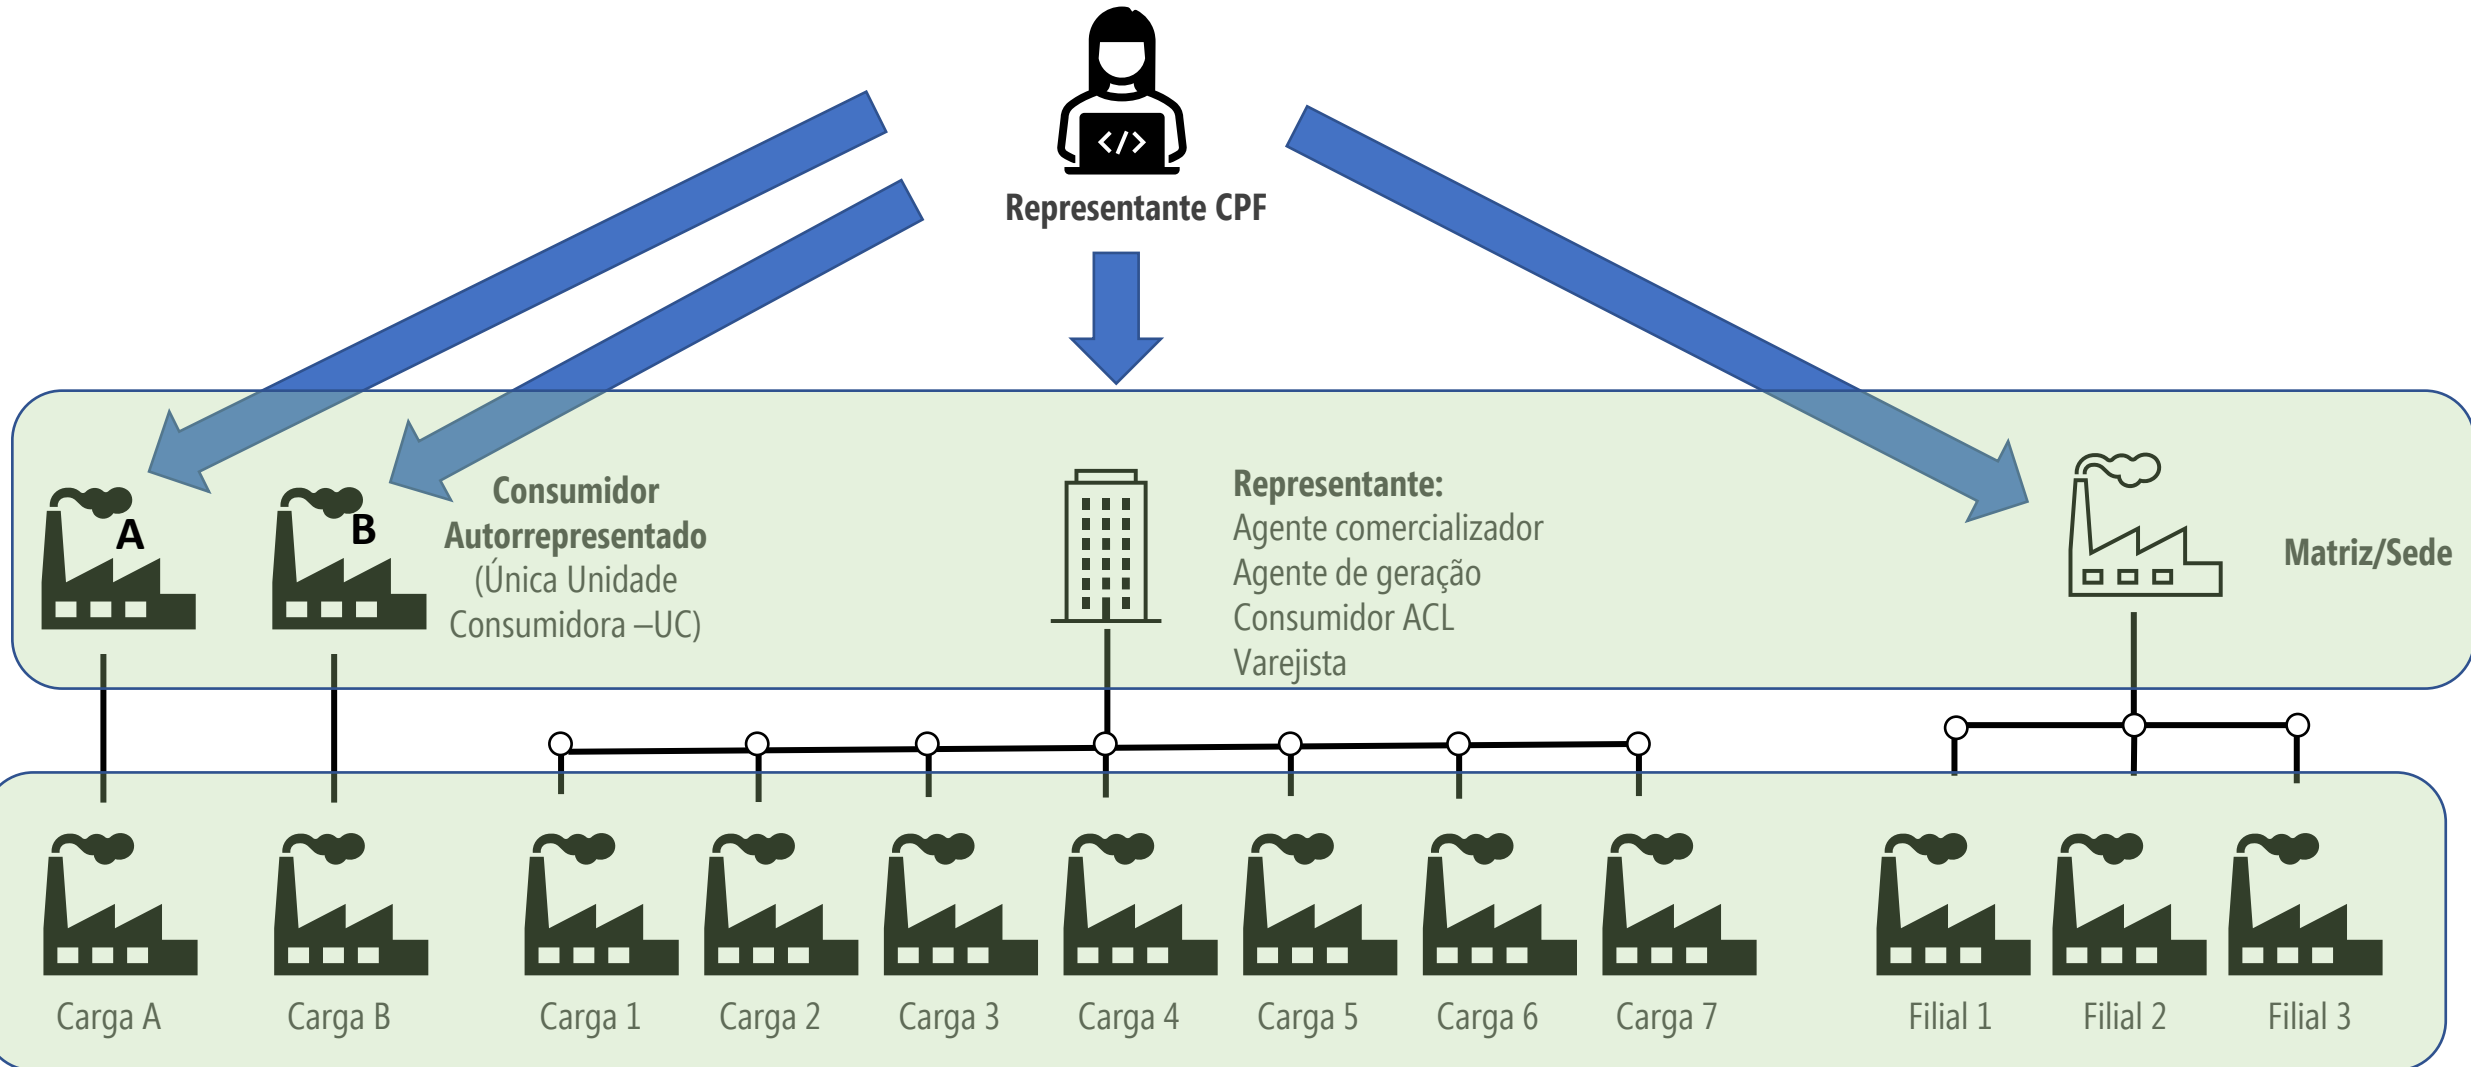 </>
Representante CPF
A
B
Consumidor
Autorrepresentado
(Única Unidade
Consumidora –UC)
Representante:
Agente comercializador
Agente de geração
Consumidor ACL
Varejista
Matriz/Sede
Carga A
Carga B
Carga 1
Carga 2
Carga 3
Carga 4
Carga 5
Carga 6
Carga 7
Filial 1
Filial 2
Filial 3